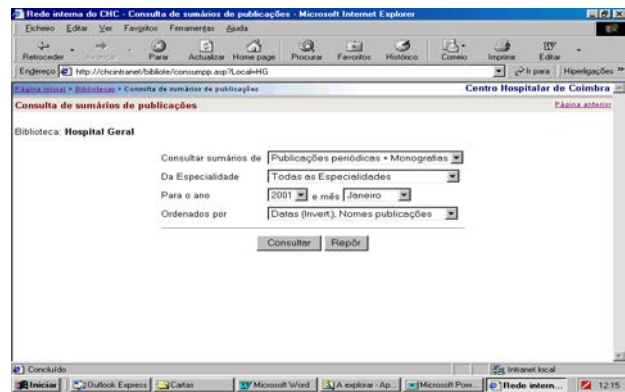 Rede interna do CHC - Consulta de sumários de publicações - Microsoft Internet Explorer
Ficheiro Editar Ver Favoritos Ferramentas Ajuda
Retroceder Avançar Parar Actualizar Home page Procurar Favoritos Histórico Correio Imprimir Editar
Endereço http://chcintranet/bibliote/consumpp.asp?Local=HG Ir para Hiperligações »
Página inicial > Bibliotecas > Consulta de sumários de publicações Centro Hospitalar de Coimbra
Consulta de sumários de publicações Página anterior
Biblioteca: Hospital Geral
Consultar sumários de Publicações periódicas + Monografias
Da Especialidade Todas as Especialidades
Para o ano 2001 e mês Janeiro
Ordenados por Datas (Invert.), Nomes publicações
Consultar Repôr
Concluído Intranet local
Iniciar Outlook Express Cartas Microsoft Word A explorar - Ap... Microsoft Pow... Rede intern... 12:15